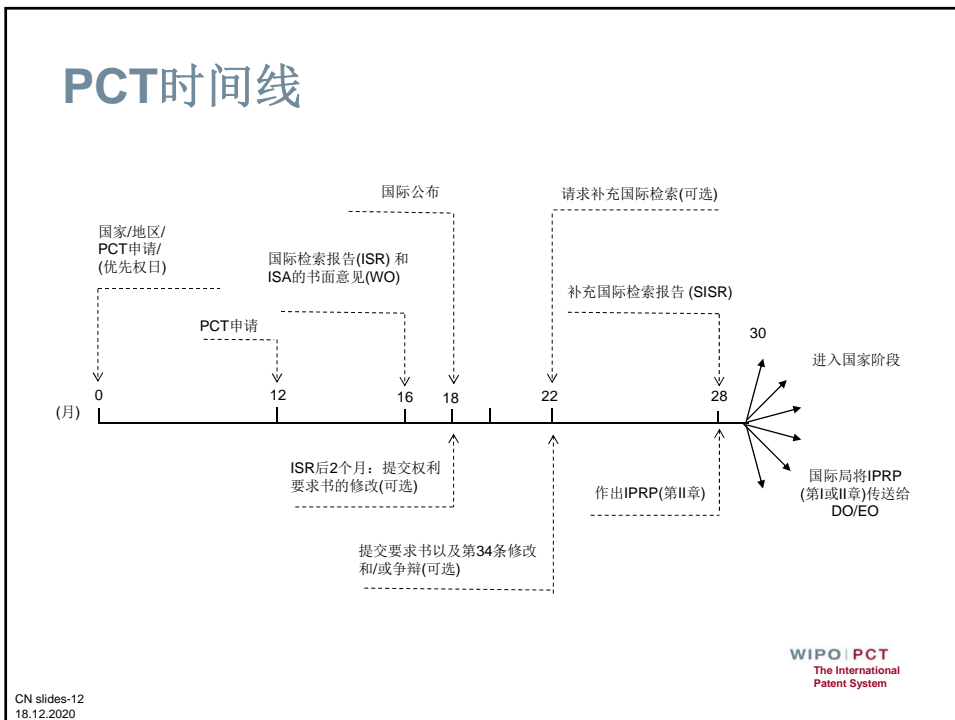 PCT时间线
国际公布
请求补充国际检索(可选)
国家/地区/
PCT申请/
(优先权日)
国际检索报告(ISR) 和
ISA的书面意见(WO)
补充国际检索报告 (SISR)
PCT申请
30
进入国家阶段
(月)
0
12
16
18
22
28
ISR后2个月：提交权利
要求书的修改(可选)
作出IPRP(第II章)
国际局将IPRP
(第I或II章)传送给
DO/EO
提交要求书以及第34条修改
和/或争辩(可选)
WIPO|PCT
The International
Patent System
CN slides-12
18.12.2020